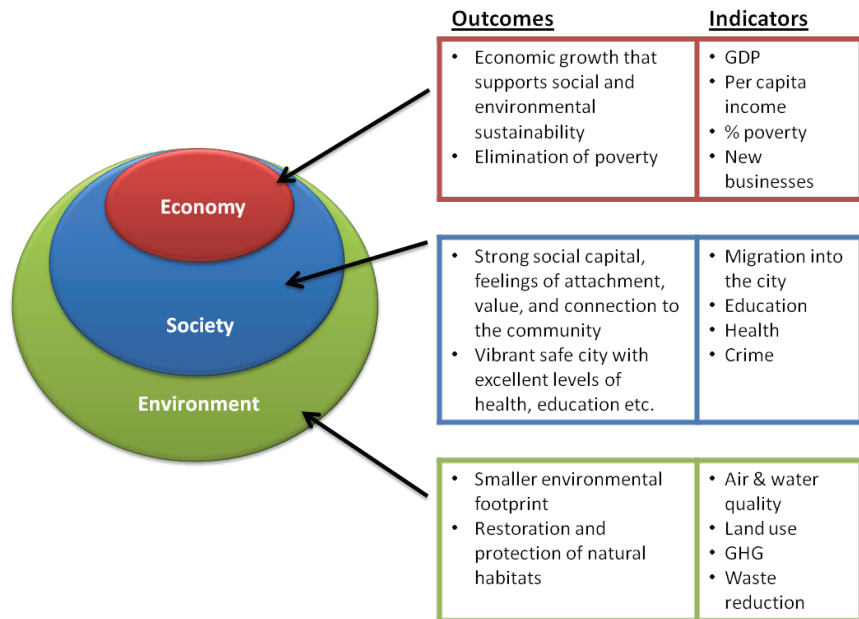 Outcomes
Indicators
• Economic growth that
supports social and
environmental
sustainability
• Elimination of poverty
• GDP
• Per capita
income
• % poverty
• New
businesses
Economy
Society
Environment
• Strong social capital,
feelings of attachment,
value, and connection to
the community
• Vibrant safe city with
excellent levels of
health, education etc.
• Migration into
the city
• Education
• Health
• Crime
• Smaller environmental
footprint
• Restoration and
protection of natural
habitats
• Air & water
quality
• Land use
• GHG
• Waste
reduction